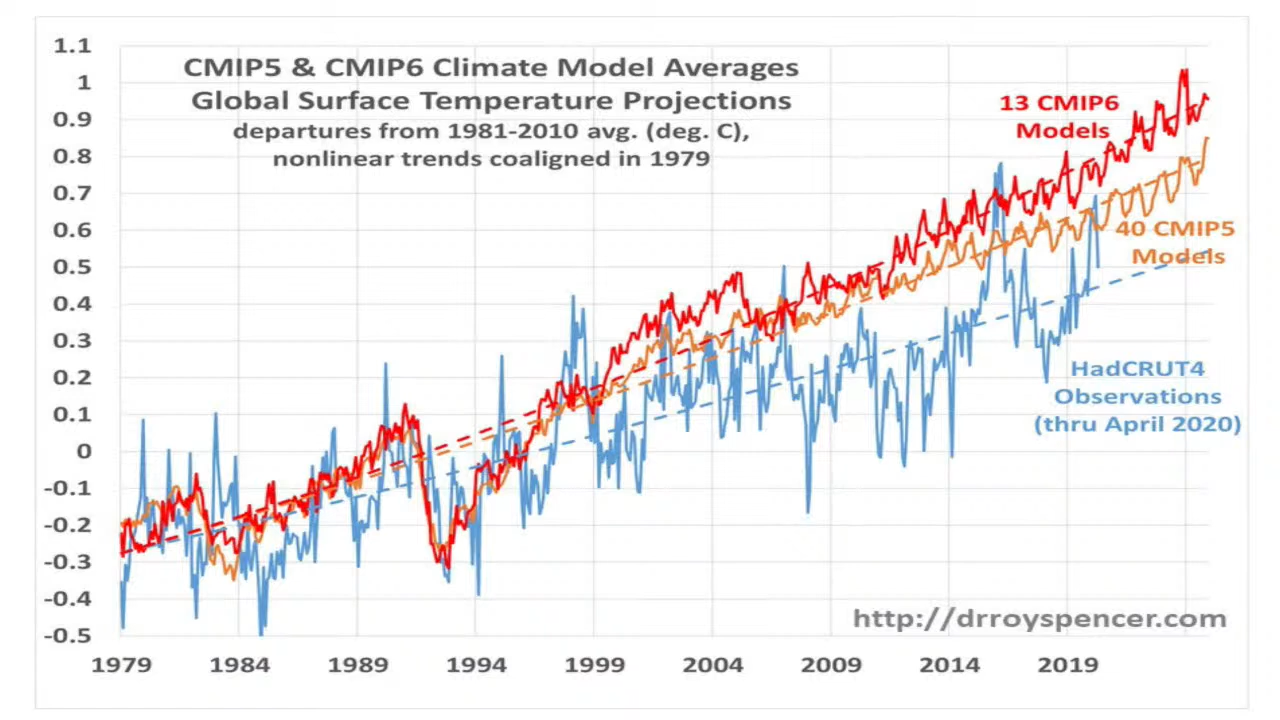 CMIP5 & CMIP6 Climate Model Averages
Global Surface Temperature Projections
departures from 1981-2010 avg. (deg. C),
nonlinear trends coaligned in 1979
1.1
1
0.9
0.8
0.7
0.6
0.5
0.4
0.3
0.2
0.1
0
-0.1
-0.2
-0.3
-0.4
-0.5
13 CMIP6
Models
40 CMIP5
Models
HadCRUT4
Observations
(thru April 2020)
http://drroyspencer.com
1979 1984 1989 1994 1999 2004 2009 2014 2019